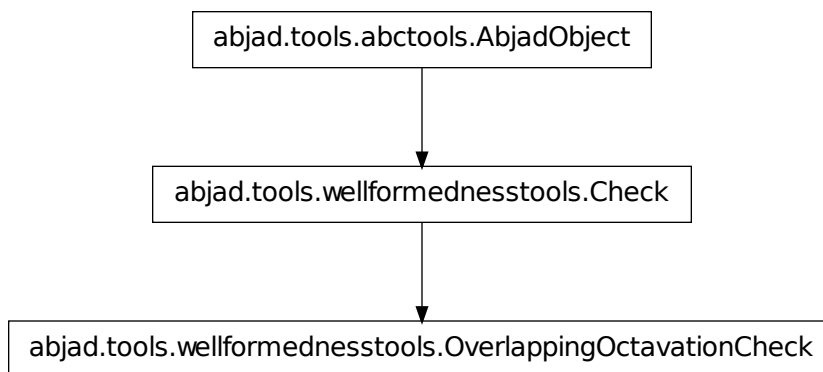 abjad.tools.abctools.AbjadObject
abjad.tools.wellformednesstools.Check
abjad.tools.wellformednesstools.OverlappingOctavationCheck